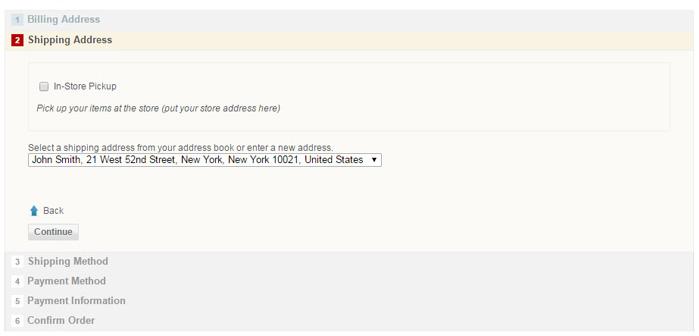 1 Billing Address
2 Shipping Address
In-Store Pickup
Pick up your items at the store (put your store address here)
Select a shipping address from your address book or enter a new address.
John Smith, 21 West 52nd Street, New York, New York 10021, United States
Back
Continue
3 Shipping Method
4 Payment Method
5 Payment Information
6 Confirm Order